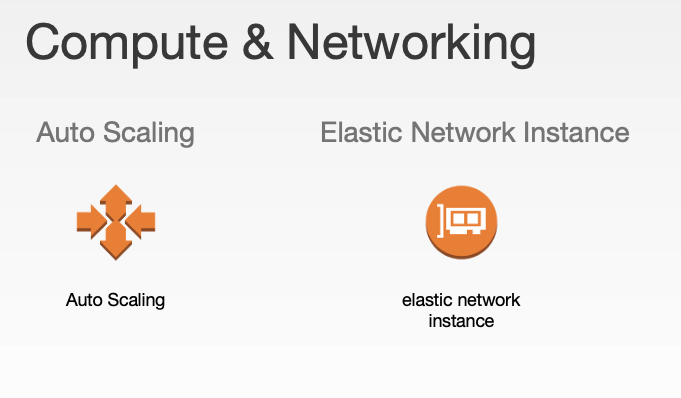 Compute & Networking
Auto Scaling
Elastic Network Instance
Auto Scaling
elastic network
instance